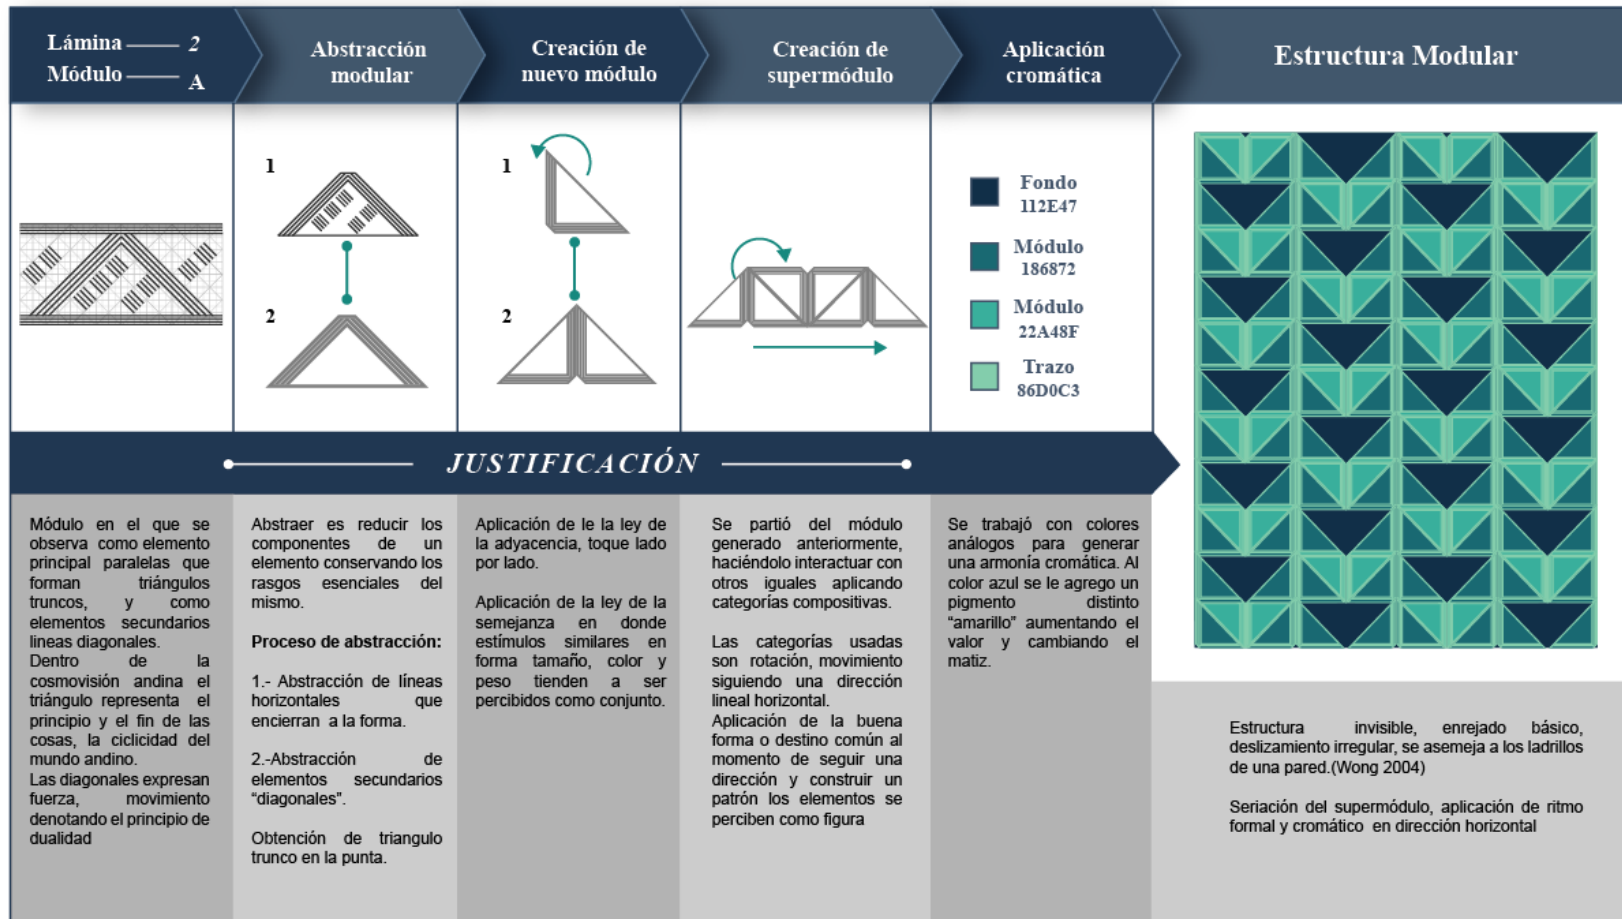 Lámina 2
Módulo A
Abstracción
modular
Creación de
nuevo módulo
Creación de
supermódulo
Aplicación
cromática
Estructura Modular
1
2
1
2
Fondo
112E47
Módulo
186872
Módulo
22A48F
Trazo
86D0C3
JUSTIFICACIÓN
Módulo en el que se
observa como elemento
principal paralelas que
forman triángulos
truncos, y como
elementos secundarios
lineas diagonales.
Dentro de la
cosmovisión andina el
triángulo representa el
principio y el fin de las
cosas, la ciclicidad del
mundo andino.
Las diagonales expresan
fuerza, movimiento
denotando el principio de
dualidad
Abstraer es reducir los
componentes de un
elemento conservando los
rasgos esenciales del
mismo.
Proceso de abstracción:
1.- Abstracción de líneas
horizontales que
encierran a la forma.
2.-Abstracción de
elementos secundarios
“diagonales”.
Obtención de triangulo
trunco en la punta.
Aplicación de le la ley de
la adyacencia, toque lado
por lado.
Aplicación de la ley de la
semejanza en donde
estímulos similares en
forma tamaño, color y
peso tienden a ser
percibidos como conjunto.
Se partió del módulo
generado anteriormente,
haciéndolo interactuar con
otros iguales aplicando
categorías compositivas.
Las categorías usadas
son rotación, movimiento
siguiendo una dirección
lineal horizontal.
Aplicación de la buena
forma o destino común al
momento de seguir una
dirección y construir un
patrón los elementos se
perciben como figura
Se trabajó con colores
análogos para generar
una armonía cromática. Al
color azul se le agrego un
pigmento distinto
“amarillo” aumentando el
valor y cambiando el
matiz.
Estructura invisible, enrejado básico,
deslizamiento irregular, se asemeja a los ladrillos
de una pared.(Wong 2004)
Seriación del supermódulo, aplicación de ritmo
formal y cromático en dirección horizontal